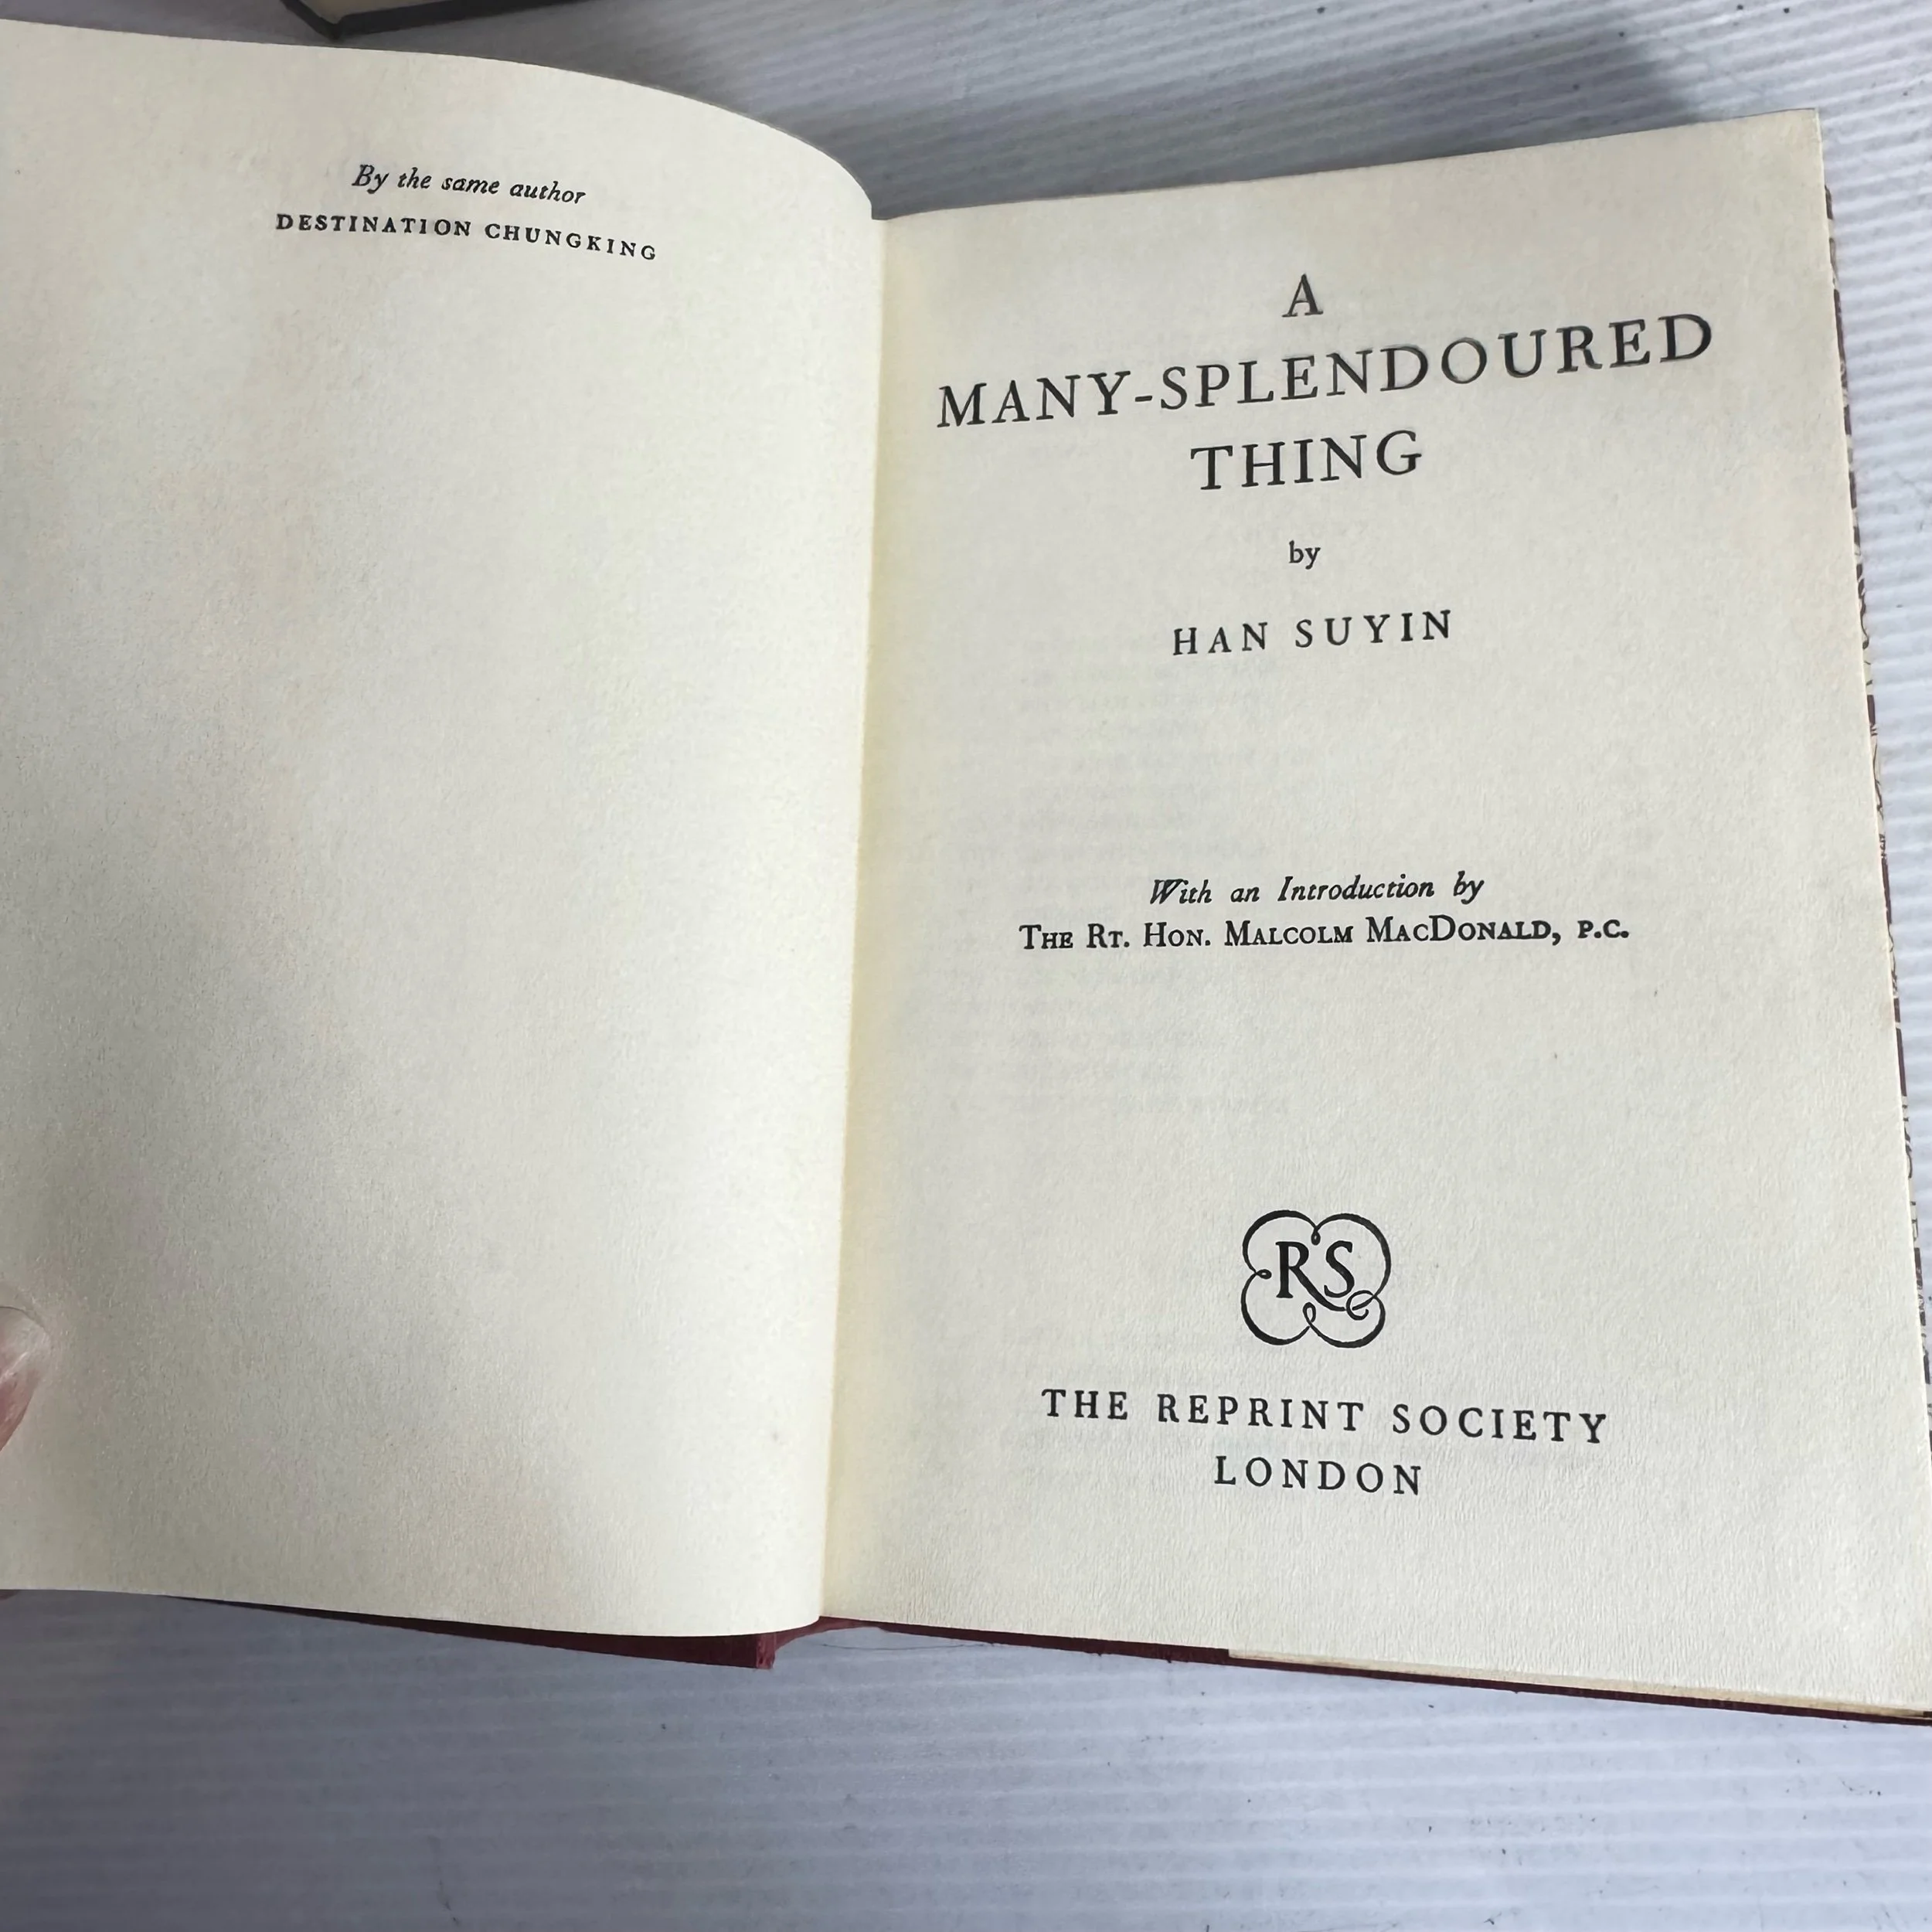 By the same author
DESTINATION CHUNGKING
A
MANY-SPLENDOURED
THING
by
HAN SUYIN
With an Introduction by
THE RT. HON. MALCOLM MACDONALD, P.C.
RS
THE REPRINT SOCIETY
LONDON